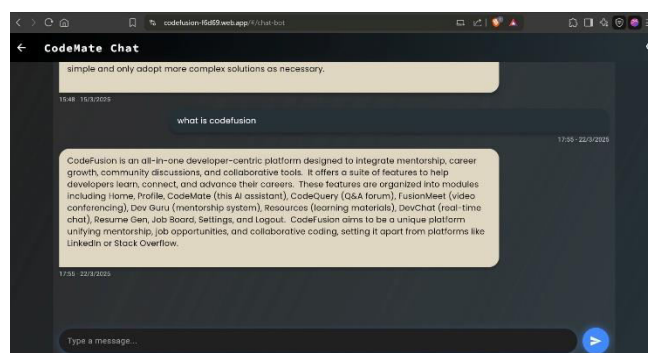 codefusion-f6d69.web.app/#/chat-bot
CodeMate Chat
simple and only adopt more complex solutions as necessary.
15:48 15/3/2025
what is codefusion
17:55 - 22/3/2025
CodeFusion is an all-in-one developer-centric platform designed to integrate mentorship, career
growth, community discussions, and collaborative tools. It offers a suite of features to help
developers learn, connect, and advance their careers. These features are organized into modules
including Home, Profile, CodeMate (this AI assistant), CodeQuery (Q&A forum), FusionMeet (video
conferencing), Dev Guru (mentorship system), Resources (learning materials), DevChat (real-time
chat), Resume Gen, Job Board, Settings, and Logout. CodeFusion aims to be a unique platform
unifying mentorship, job opportunities, and collaborative coding, setting it apart from platforms like
LinkedIn or Stack Overflow.
17:55 22/3/2025
Type a message...